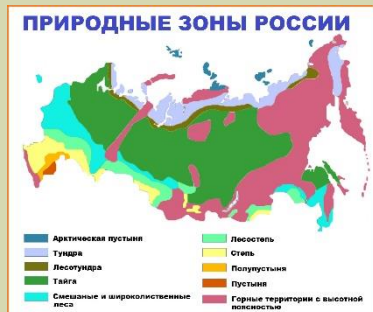 ПРИРОДНЫЕ ЗОНЫ РОССИИ
Арктическая пустыня
Тундра
Лесотундра
Тайга
Смешаные и широколиственные
леса
Лесостепь
Степь
Полупустыня
Пустыня
Горные территории с высотной
поясностью